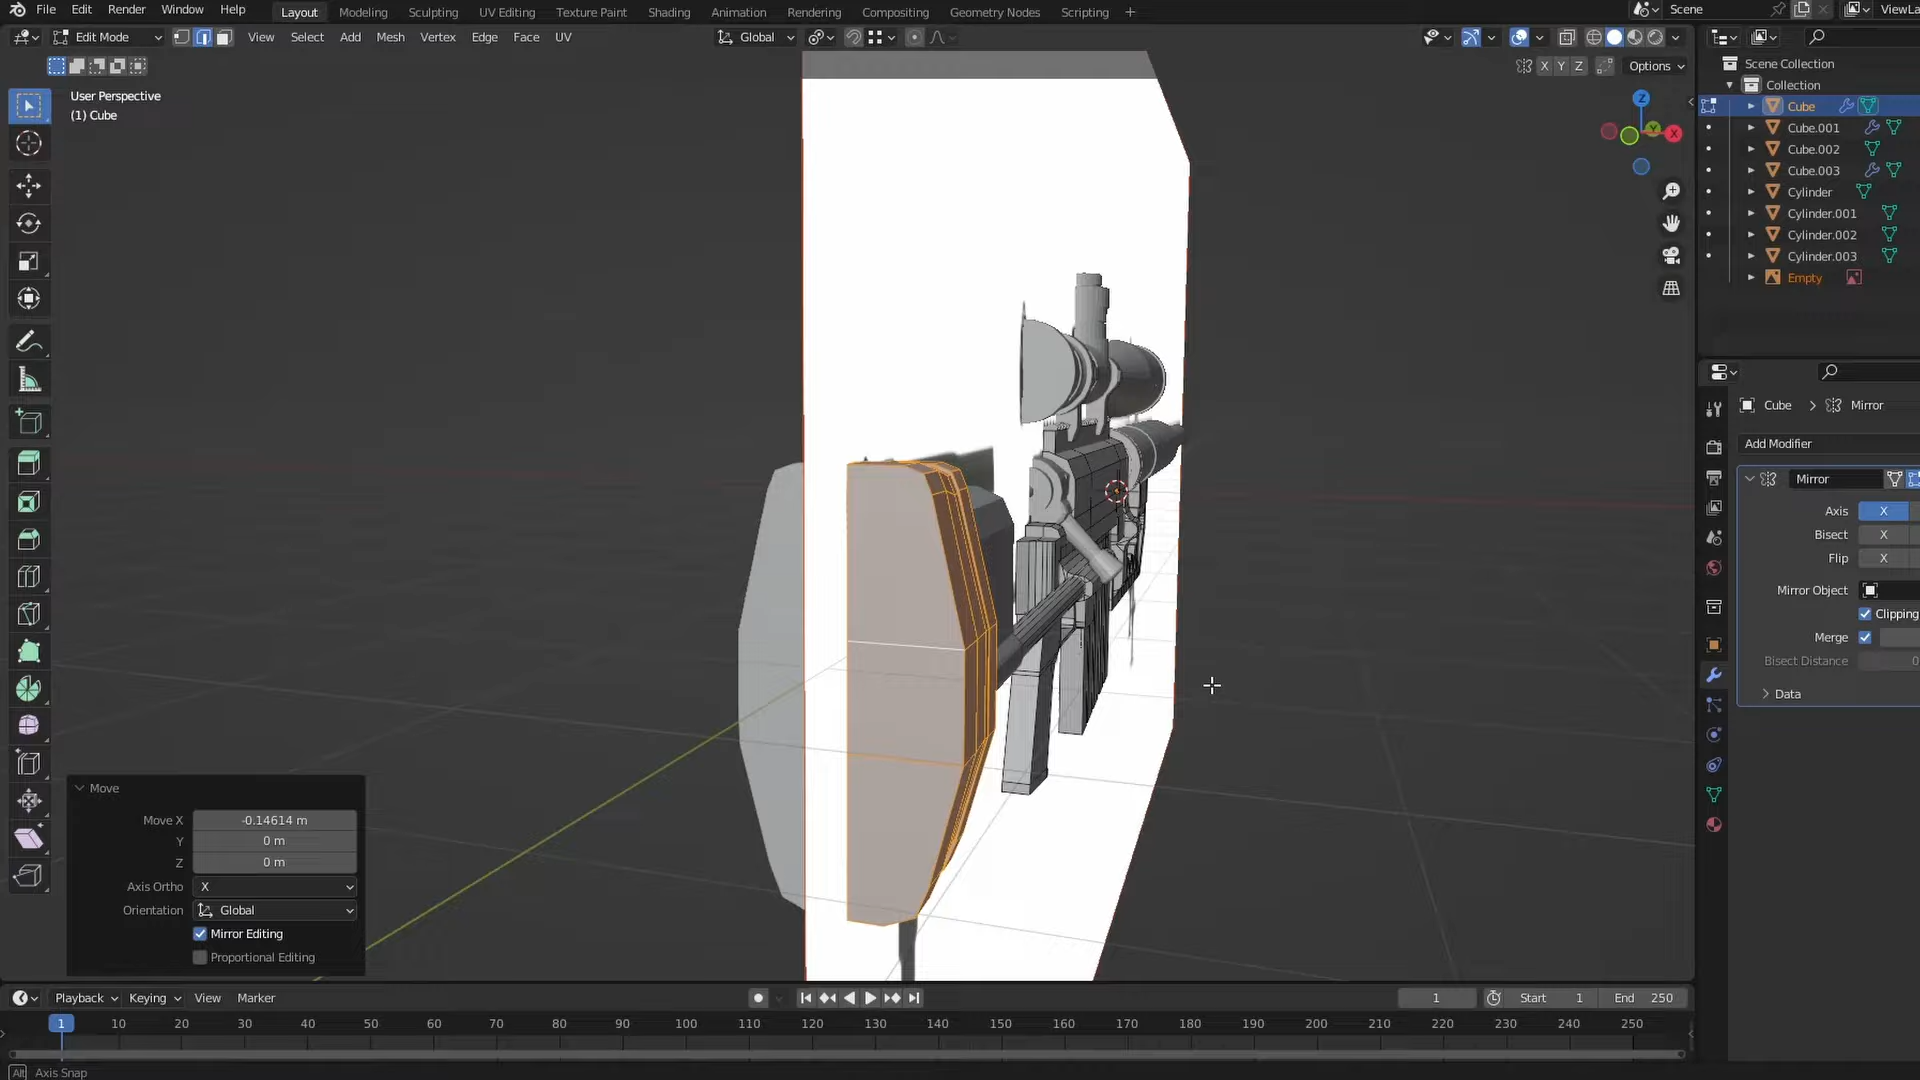 File Edit Render Window Help Layout Modeling Sculpting UV Editing Texture Paint Shading Animation Rendering Compositing Geometry Nodes Scripting + Scene ViewLa
Edit Mode View Select Add Mesh Vertex Edge Face UV Global
X Y Z Options
User Perspective
(1) Cube
Z
Y
X
Scene Collection
Collection
Cube
Cube.001
Cube.002
Cube.003
Cylinder
Cylinder.001
Cylinder.002
Cylinder.003
Empty
Cube > Mirror
Add Modifier
Mirror
Axis X
Bisect X
Flip X
Mirror Object
Clipping
Merge
Bisect Distance 0
Data
Move
Move X -0.14614 m
Y 0 m
Z 0 m
Axis Ortho X
Orientation Global
Mirror Editing
Proportional Editing
Playback Keying View Marker 1 Start 1 End 250
1 10 20 30 40 50 60 70 80 90 100 110 120 130 140 150 160 170 180 190 200 210 220 230 240 250
Alt Axis Snap